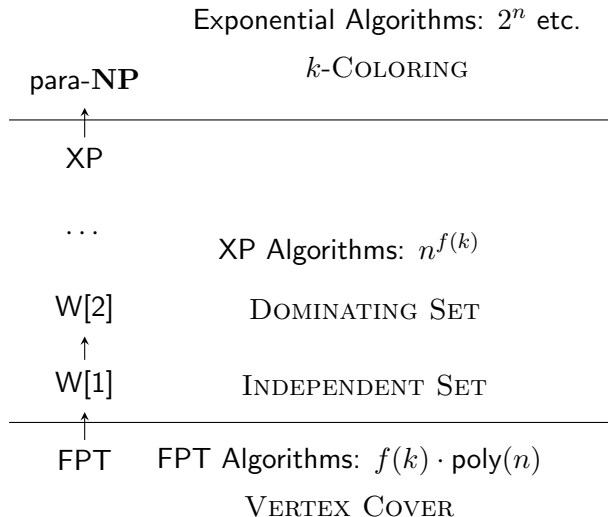 Exponential Algorithms: 2^n etc.
para-NP
k-COLORING
XP
...
XP Algorithms: n^{f(k)}
W[2]
DOMINATING SET
W[1]
INDEPENDENT SET
FPT
FPT Algorithms: f(k) · poly(n)
VERTEX COVER